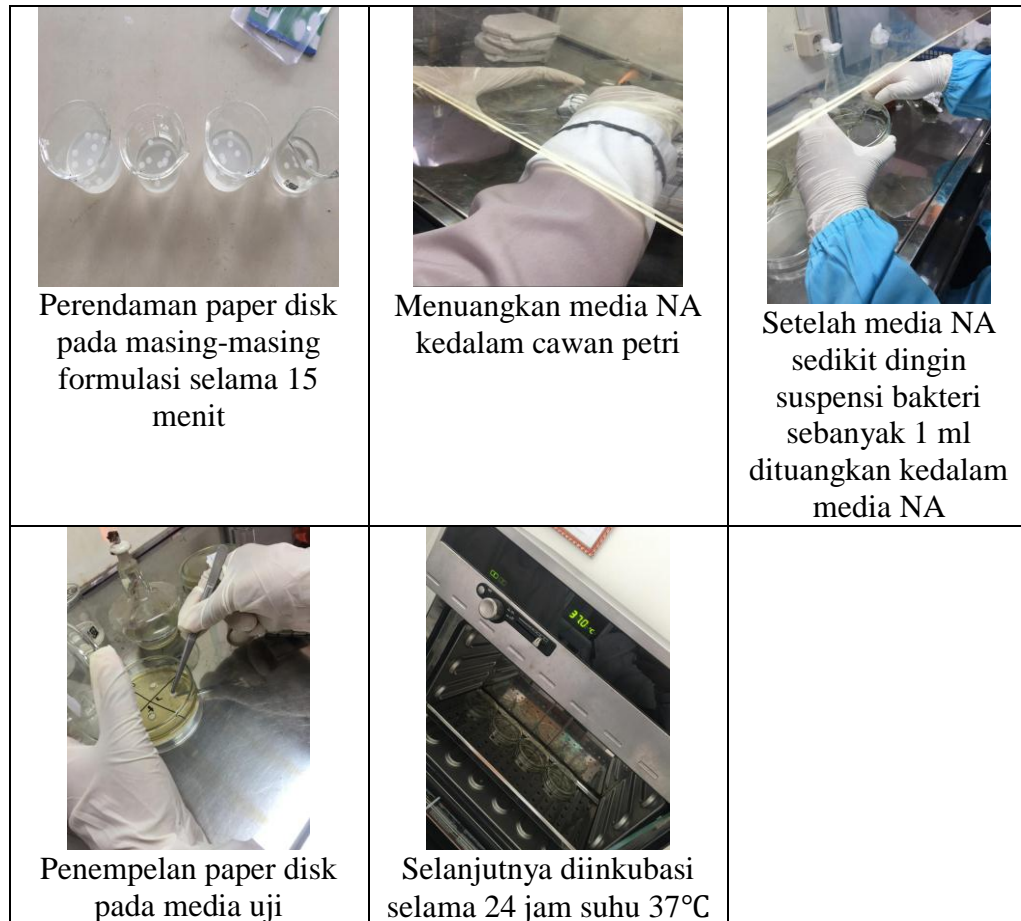 Perendaman paper disk
pada masing-masing
formulasi selama 15
menit
Menuangkan media NA
kedalam cawan petri
Setelah media NA
sedikit dingin
suspensi bakteri
sebanyak 1 ml
dituangkan kedalam
media NA
Penempelan paper disk
pada media uji
Selanjutnya diinkubasi
selama 24 jam suhu 37℃